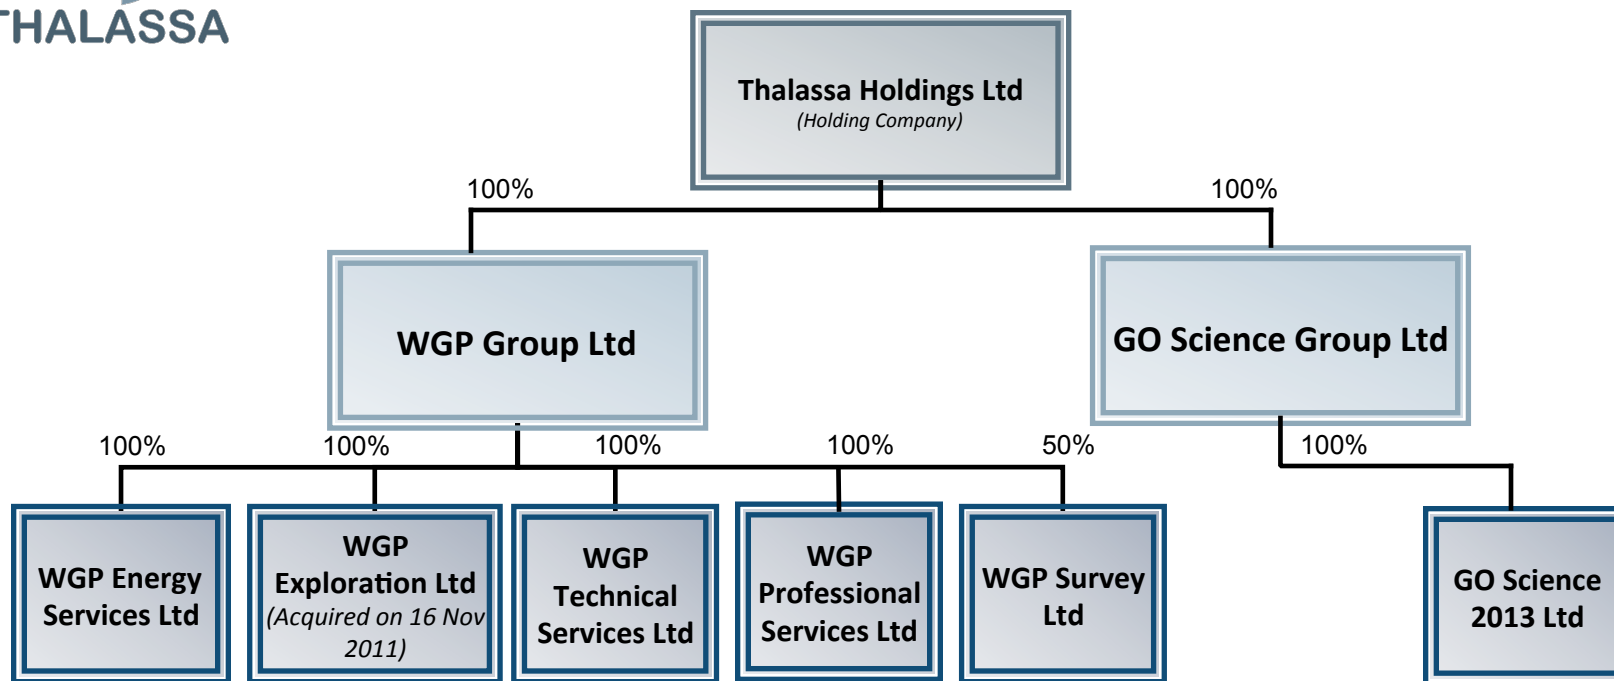 THALASSA
Thalassa Holdings Ltd
(Holding Company)
100%
100%
WGP Group Ltd
GO Science Group Ltd
100%
100%
100%
100%
50%
100%
WGP Energy
Services Ltd
WGP
Exploration Ltd
(Acquired on 16 Nov
2011)
WGP
Technical
Services Ltd
WGP
Professional
Services Ltd
WGP Survey
Ltd
GO Science
2013 Ltd